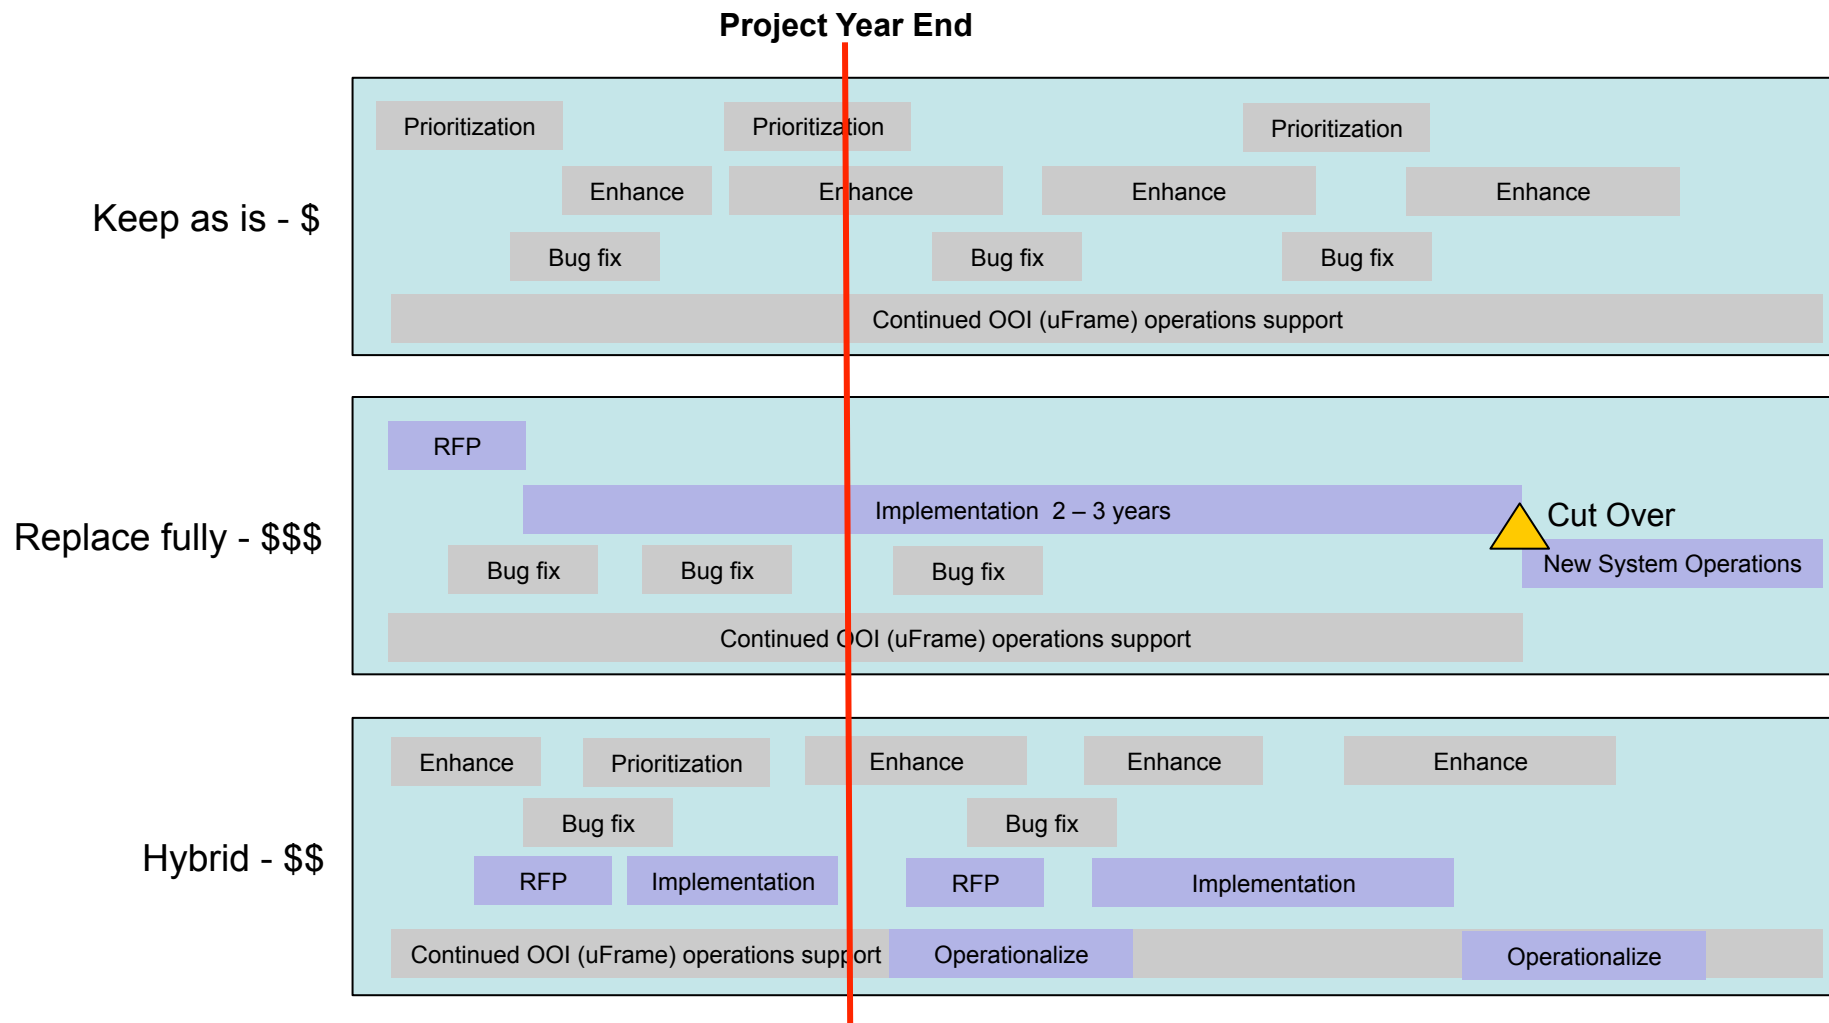 Project Year End
Keep as is - $
Prioritization
Prioritization
Prioritization
Enhance
Enhance
Enhance
Enhance
Bug fix
Bug fix
Bug fix
Continued OOI (uFrame) operations support
Replace fully - $$$
RFP
Implementation 2 – 3 years
Cut Over
Bug fix
Bug fix
Bug fix
New System Operations
Continued OOI (uFrame) operations support
Hybrid - $$
Enhance
Prioritization
Enhance
Enhance
Enhance
Bug fix
Bug fix
RFP
Implementation
RFP
Implementation
Continued OOI (uFrame) operations support
Operationalize
Operationalize